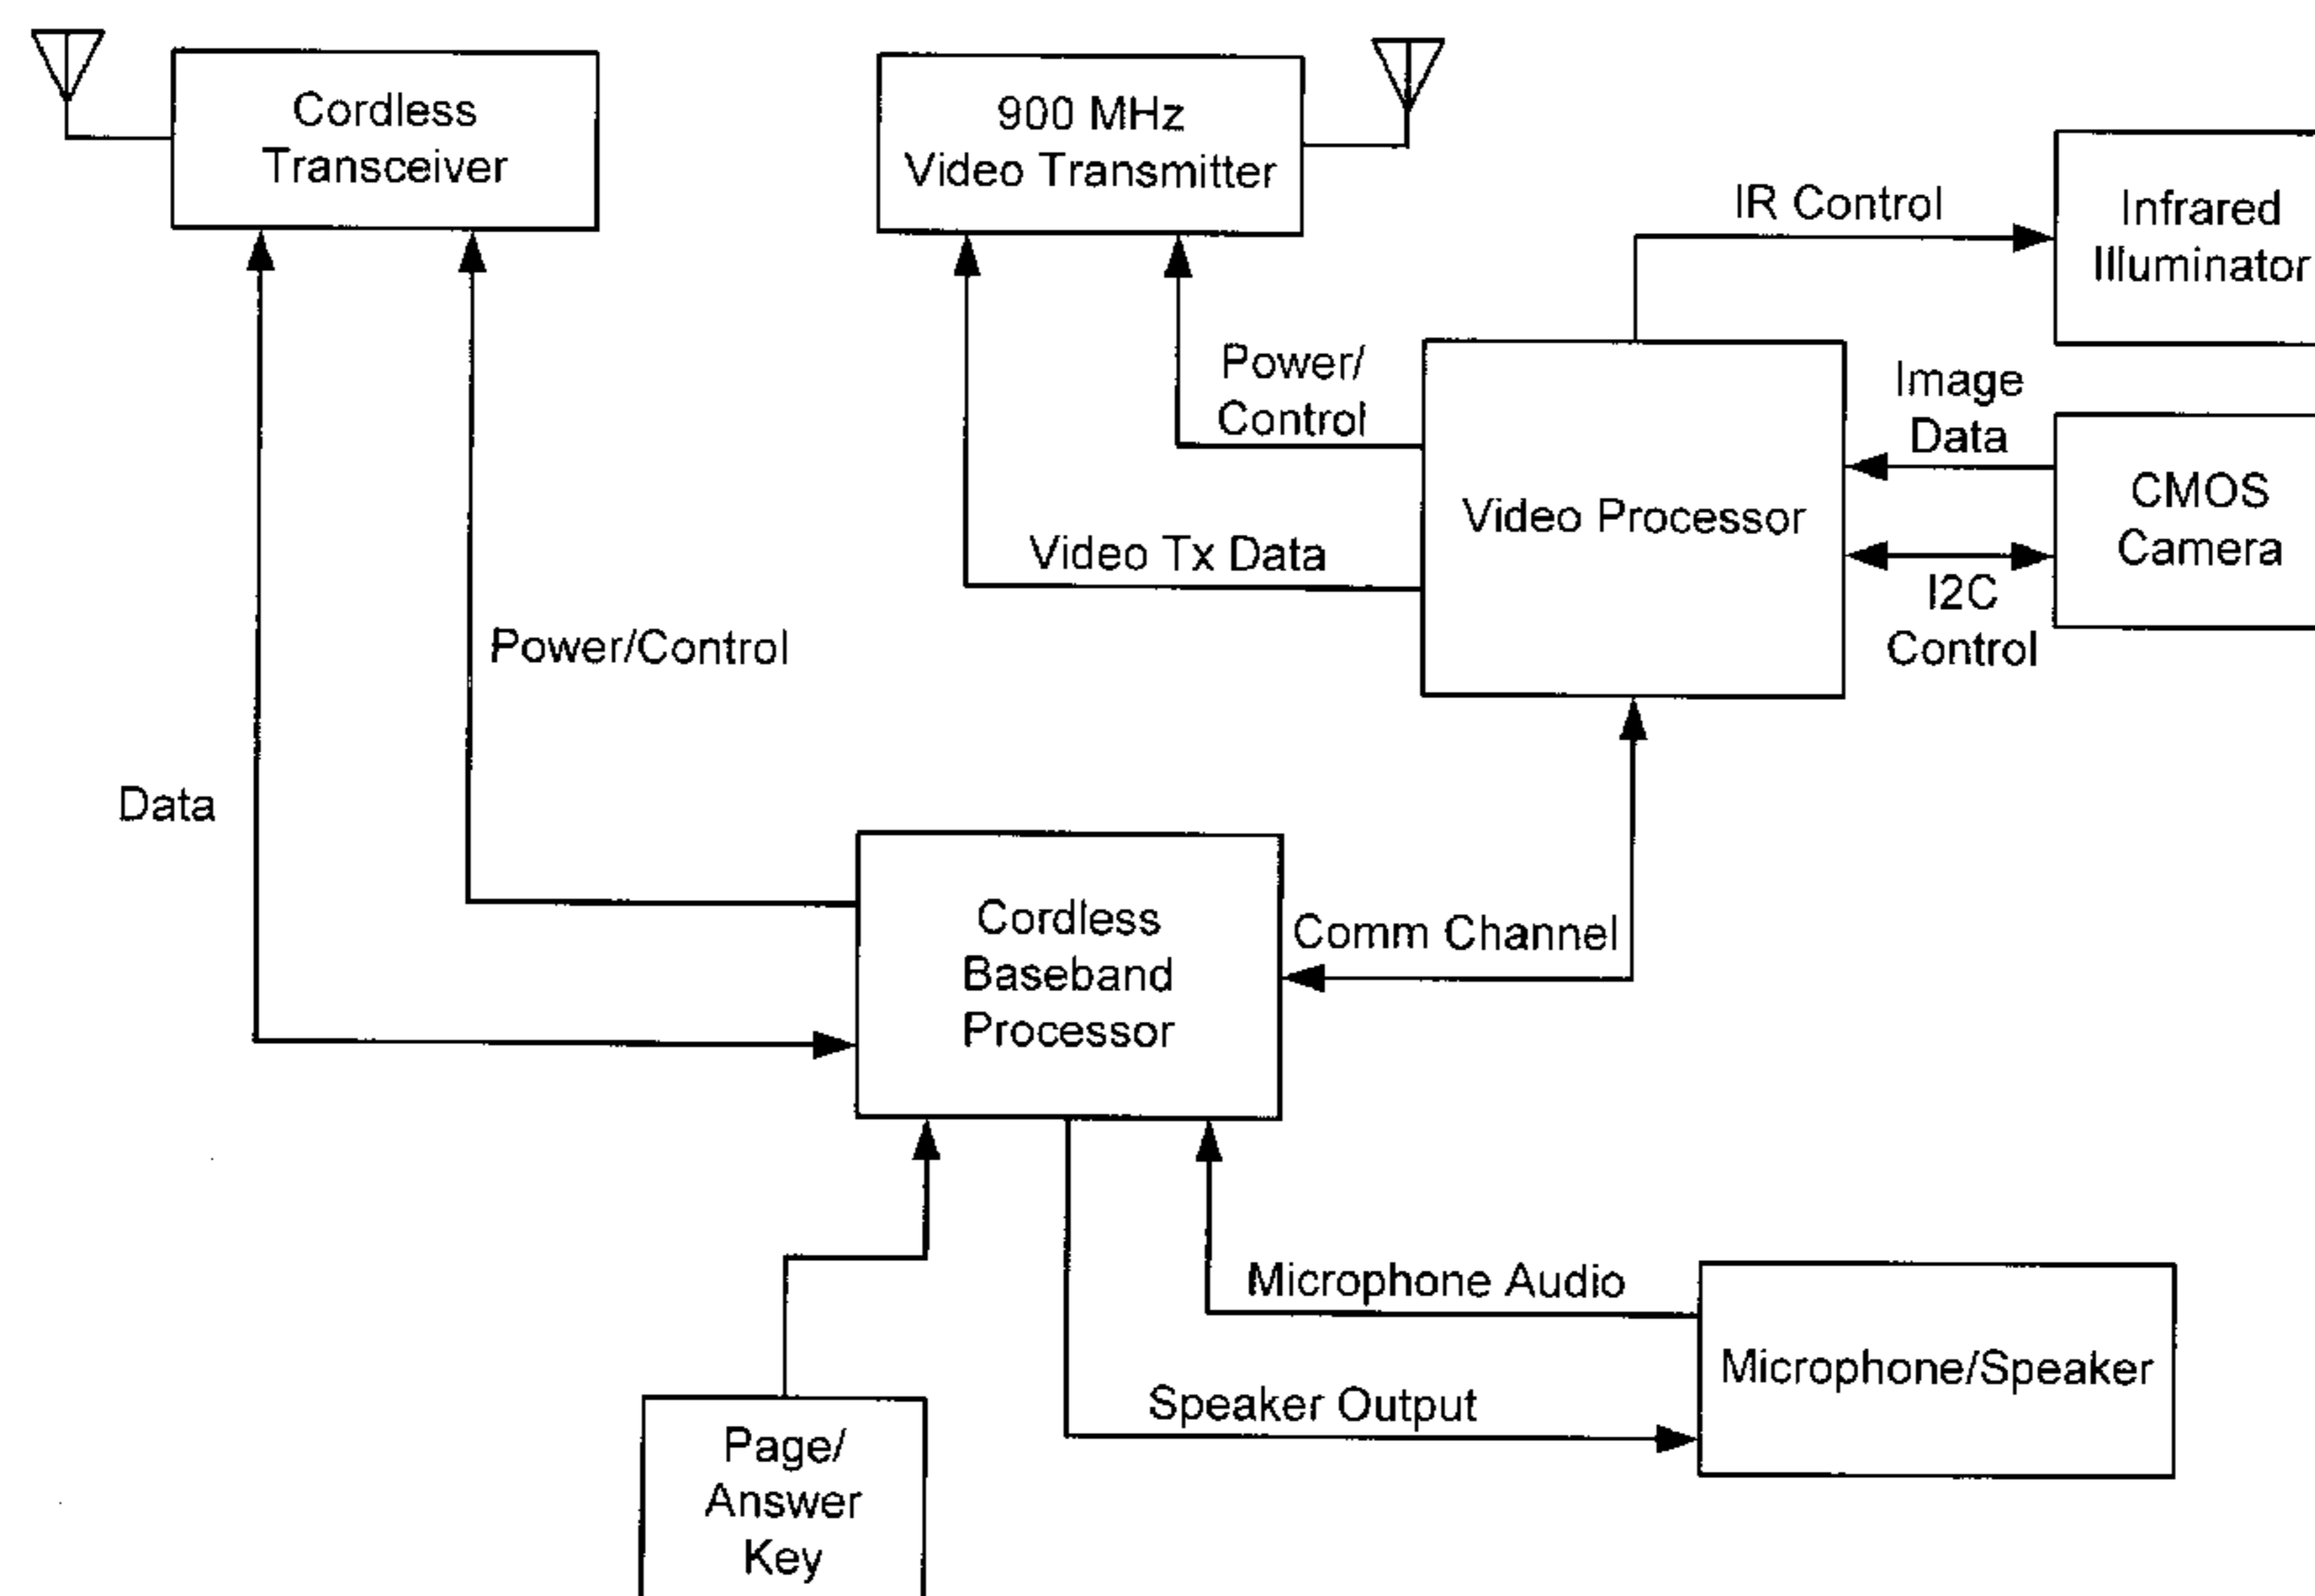 Cordless
Transceiver
900 MHz
Video Transmitter
IR Control
Infrared
Illuminator
Power/
Control
Image
Data
Video Processor
CMOS
Camera
Video Tx Data
I2C
Control
Power/Control
Data
Cordless
Baseband
Processor
Comm Channel
Microphone Audio
Microphone/Speaker
Speaker Output
Page/
Answer
Key